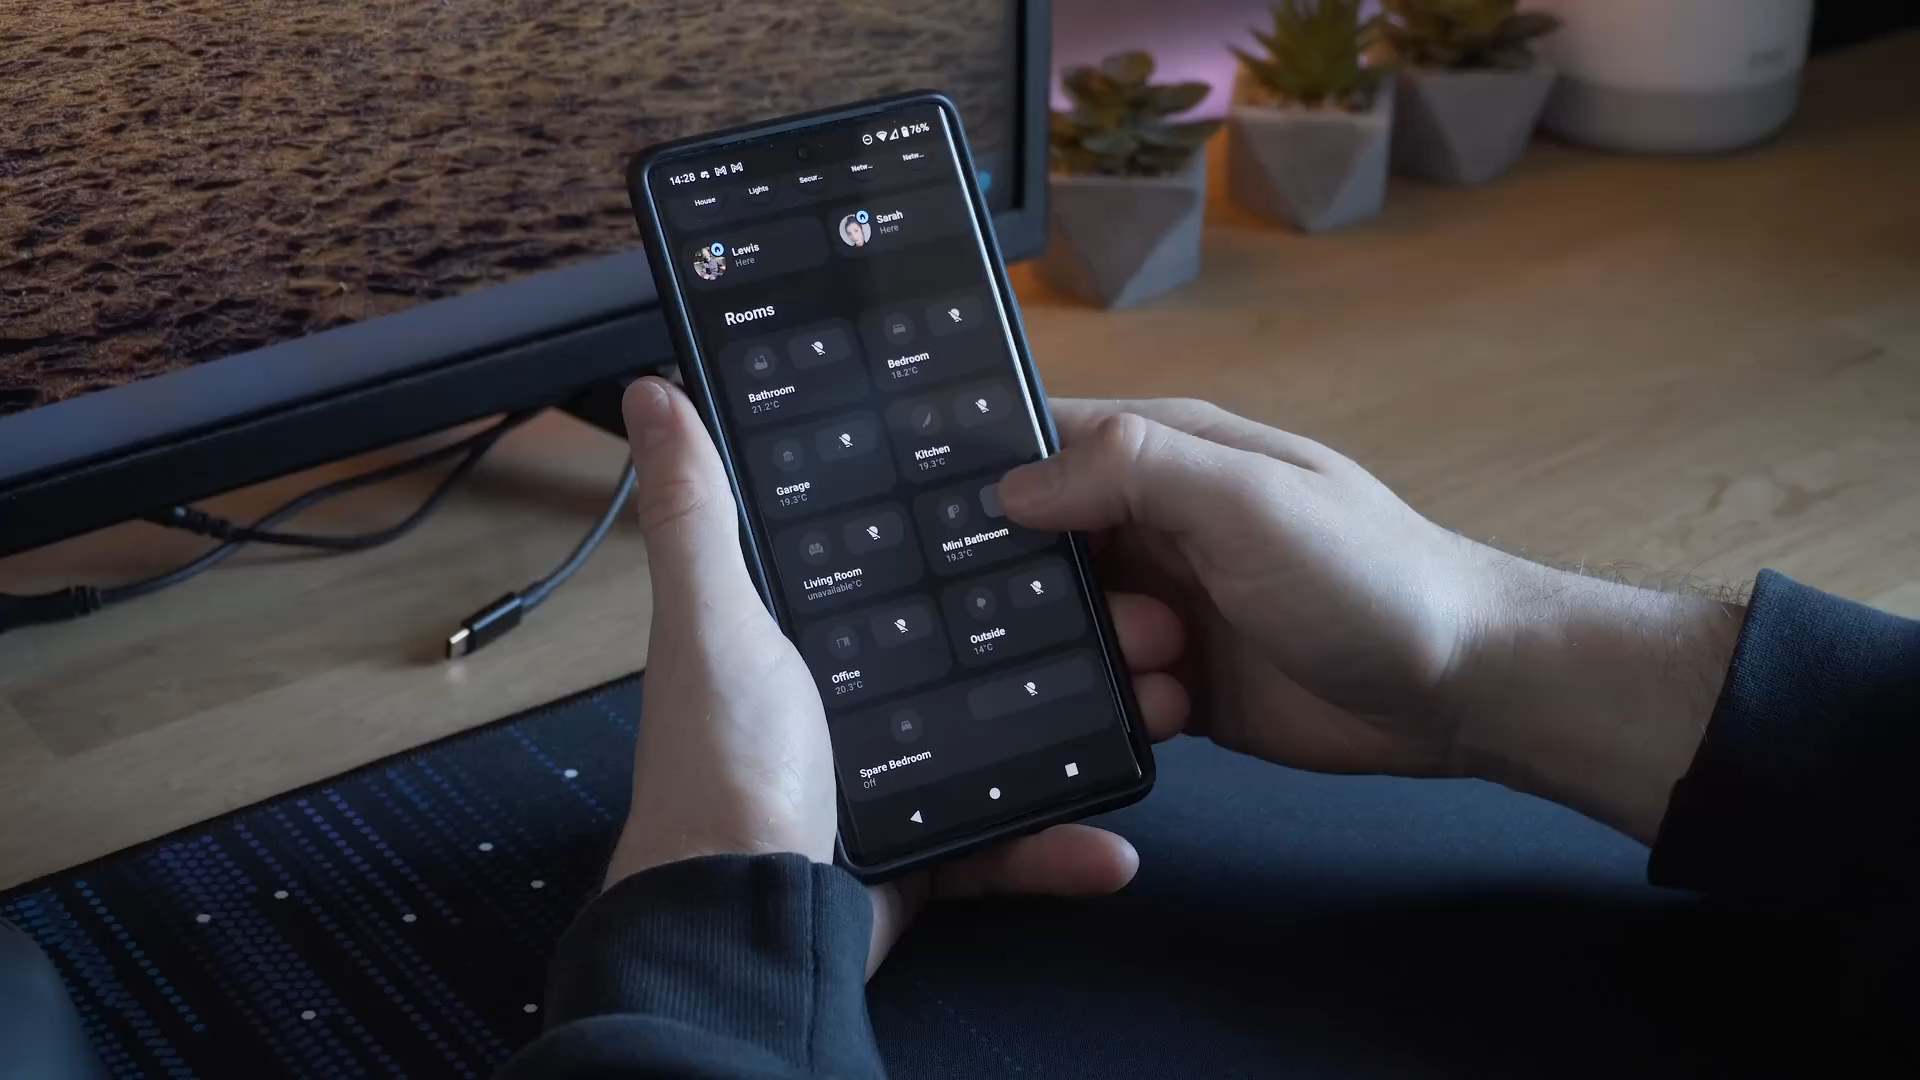 14:28
76%
House
Lights
Secur...
Netw...
Netw...
Lewis
Here
Sarah
Here
Rooms
Bathroom
21.2°C
Bedroom
18.2°C
Garage
19.3°C
Kitchen
19.3°C
Living Room
unavailable°C
Mini Bathroom
19.3°C
Office
20.3°C
Outside
14°C
Spare Bedroom
Off